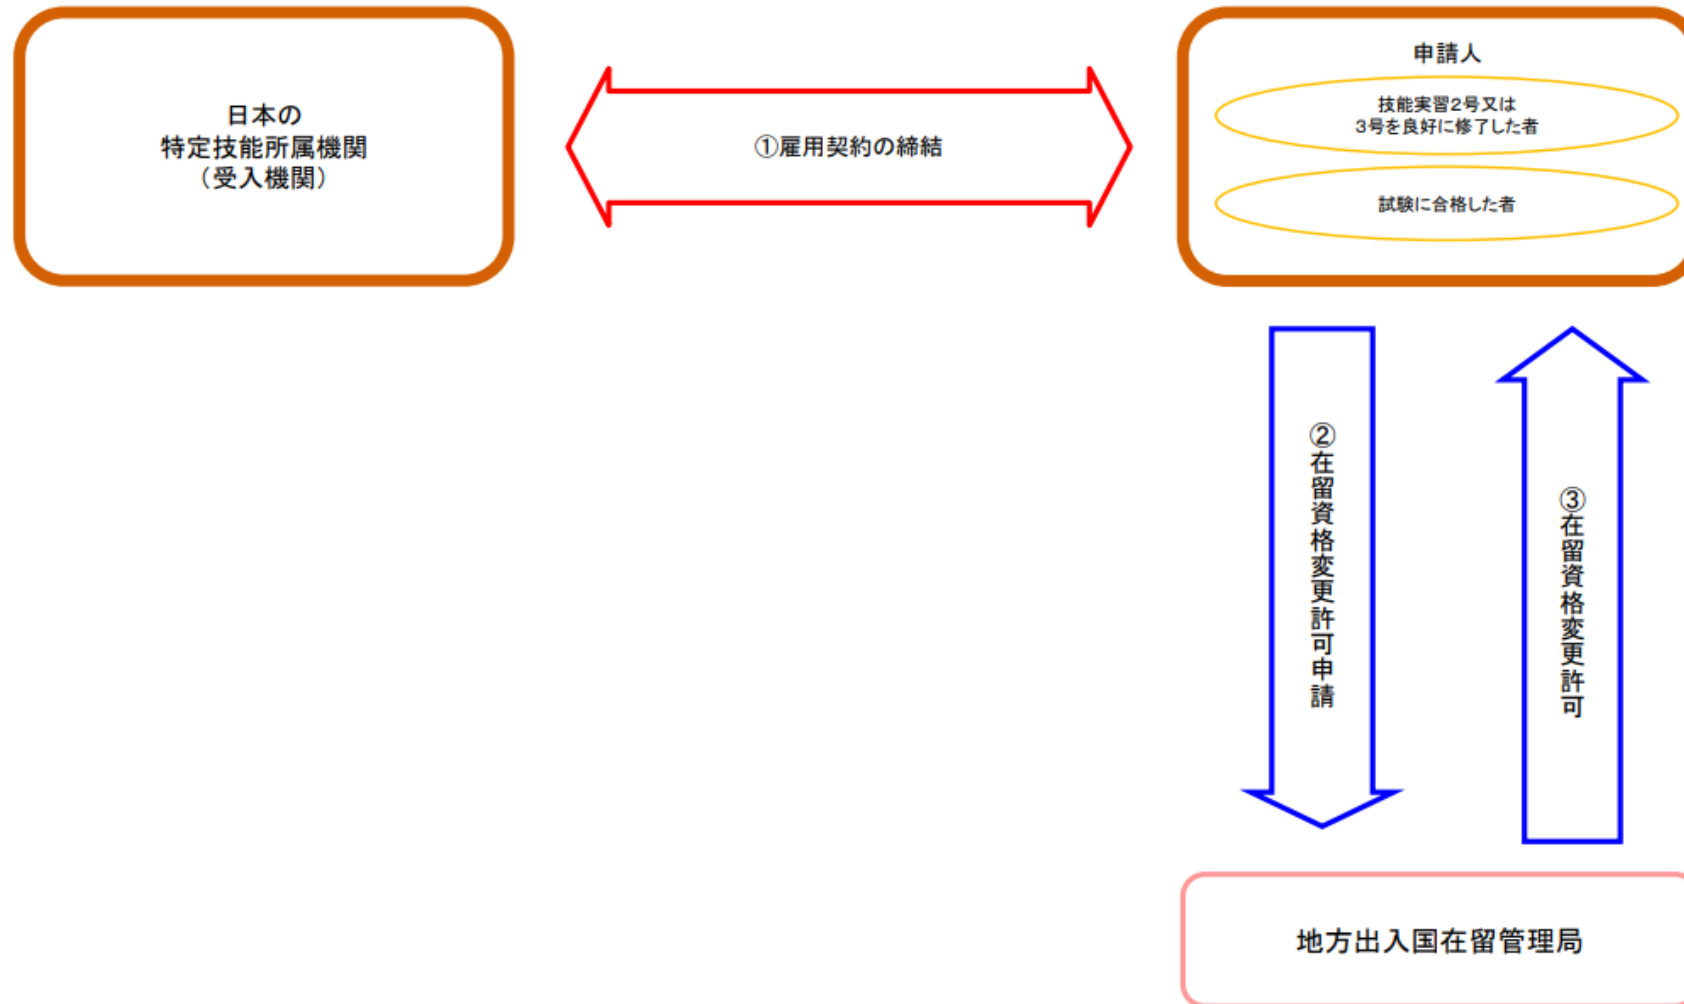 日本の
特定技能所属機関
（受入機関）
①雇用契約の締結
申請人
技能実習２号又は
３号を良好に修了した者
試験に合格した者
②在留資格変更許可申請
③在留資格変更許可
地方出入国在留管理局